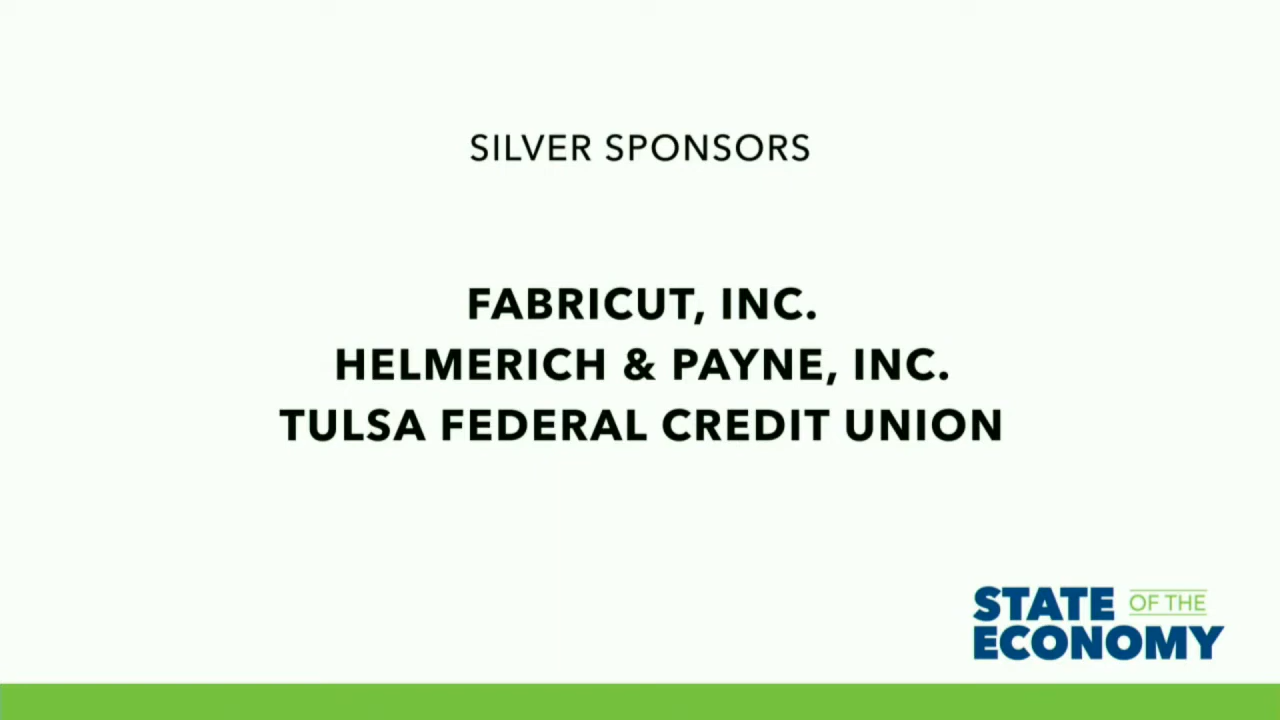 SILVER SPONSORS
FABRICUT, INC.
HELMERICH & PAYNE, INC.
TULSA FEDERAL CREDIT UNION
STATE OF THE
ECONOMY